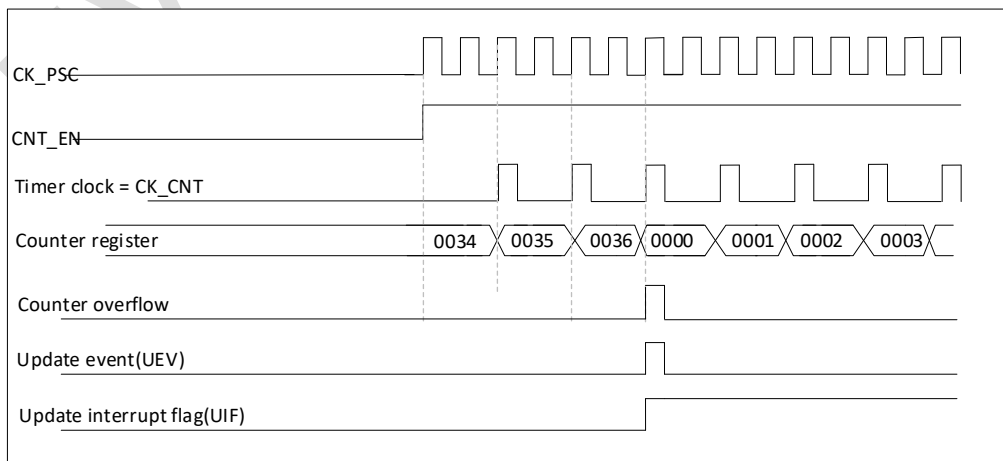 CK_PSC
CNT_EN
Timer clock = CK_CNT
Counter register 0034 0035 0036 0000 0001 0002 0003
Counter overflow
Update event(UEV)
Update interrupt flag(UIF)